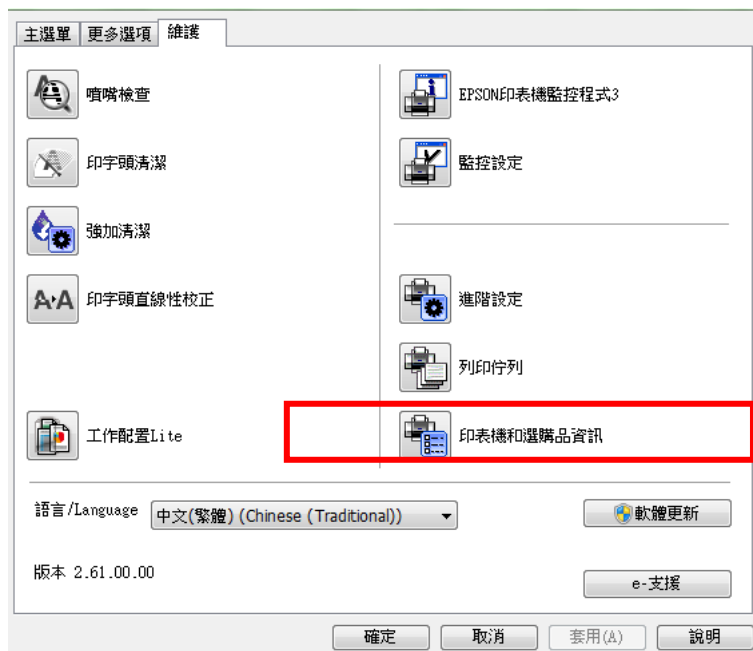 主選單 更多選項 維護
噴嘴檢查
印字頭清潔
強加清潔
印字頭直線性校正
工作配置Lite
EPSON印表機監控程式3
監控設定
進階設定
列印佇列
印表機和選購品資訊
語言/Language 中文(繁體) (Chinese (Traditional)) 軟體更新
版本 2.61.00.00 e-支援
確定 取消 套用(A) 說明